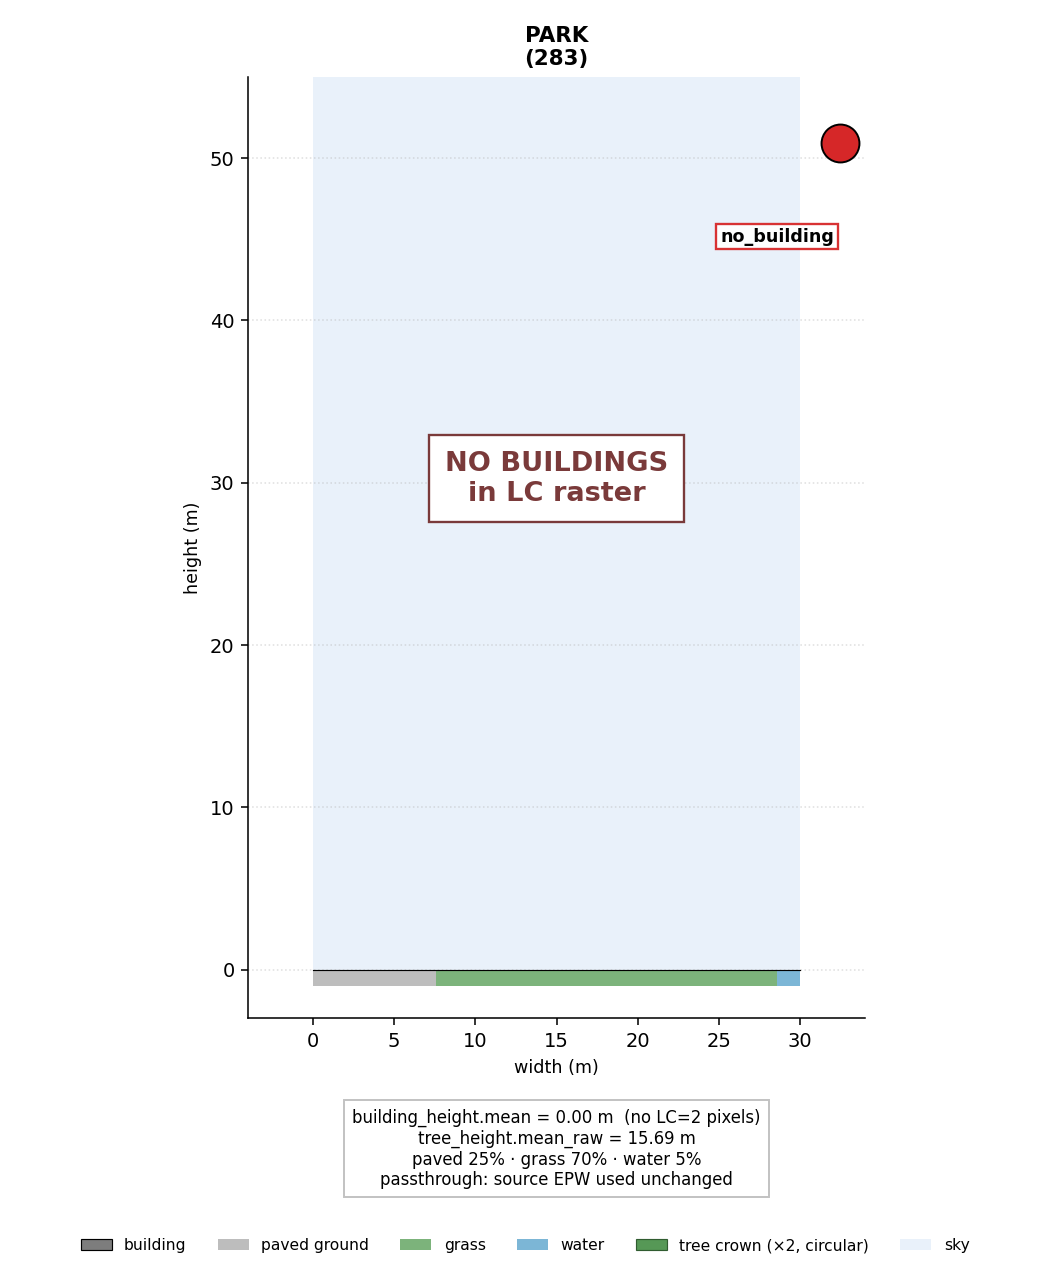 PARK
(283)
50
no_building
40
NO BUILDINGS
in LC raster
30
height (m)
20
10
0
0 5 10 15 20 25 30
width (m)
building_height.mean = 0.00 m (no LC=2 pixels)
tree_height.mean_raw = 15.69 m
paved 25% · grass 70% · water 5%
passthrough: source EPW used unchanged
building paved ground grass water tree crown (×2, circular) sky